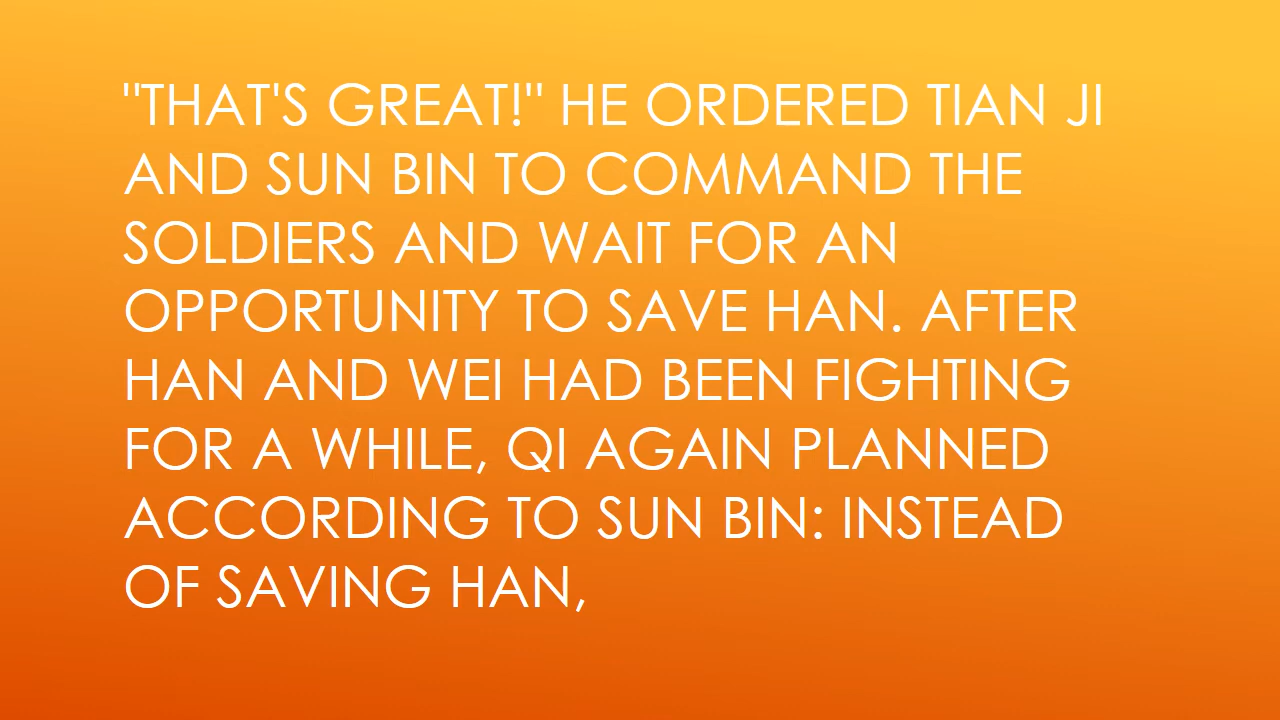 "THAT'S GREAT!" HE ORDERED TIAN JI
AND SUN BIN TO COMMAND THE
SOLDIERS AND WAIT FOR AN
OPPORTUNITY TO SAVE HAN. AFTER
HAN AND WEI HAD BEEN FIGHTING
FOR A WHILE, QI AGAIN PLANNED
ACCORDING TO SUN BIN: INSTEAD
OF SAVING HAN,